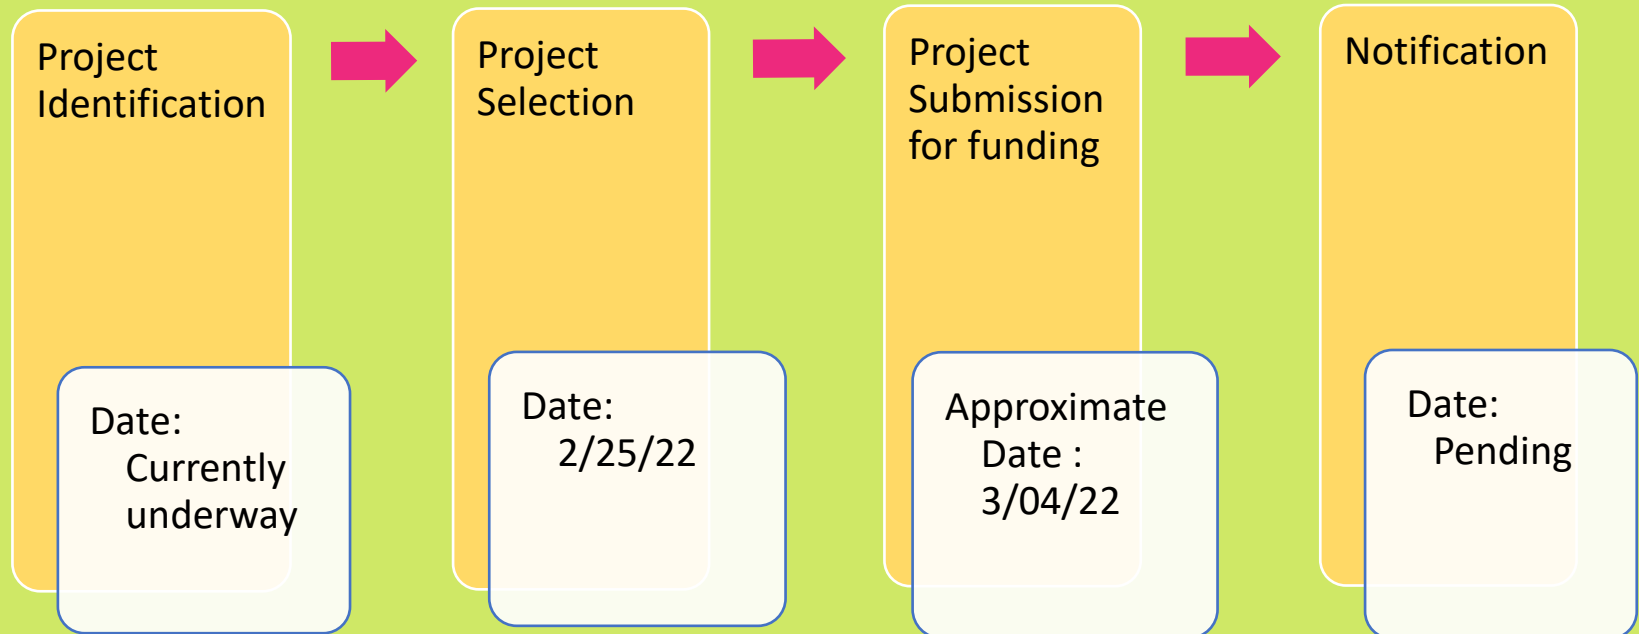 Project
Identification
Project
Selection
Project
Submission
for funding
Notification
Date:
Currently
underway
Date:
2/25/22
Approximate
Date :
3/04/22
Date:
Pending